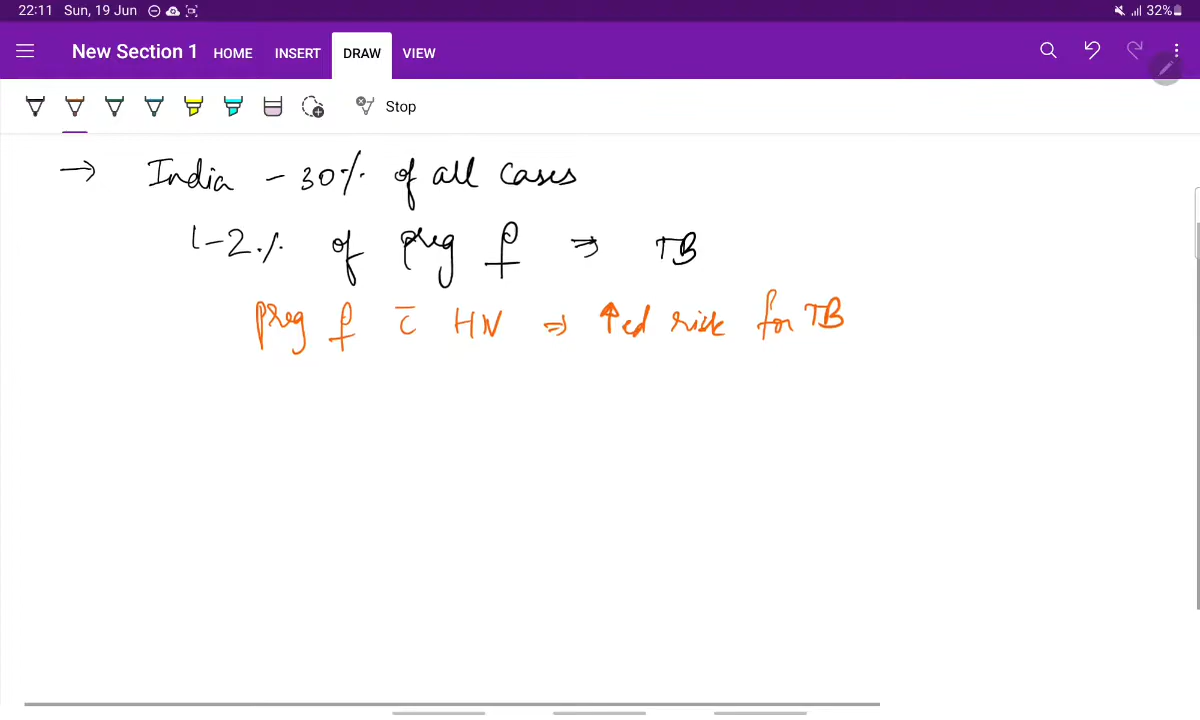 22:11 Sun, 19 Jun 32%
New Section 1 HOME INSERT DRAW VIEW
Stop
→ India - 30% of all cases
1-2% of preg f ⇒ TB
preg f c̄ HIV ⇒ ↑ed risk for TB